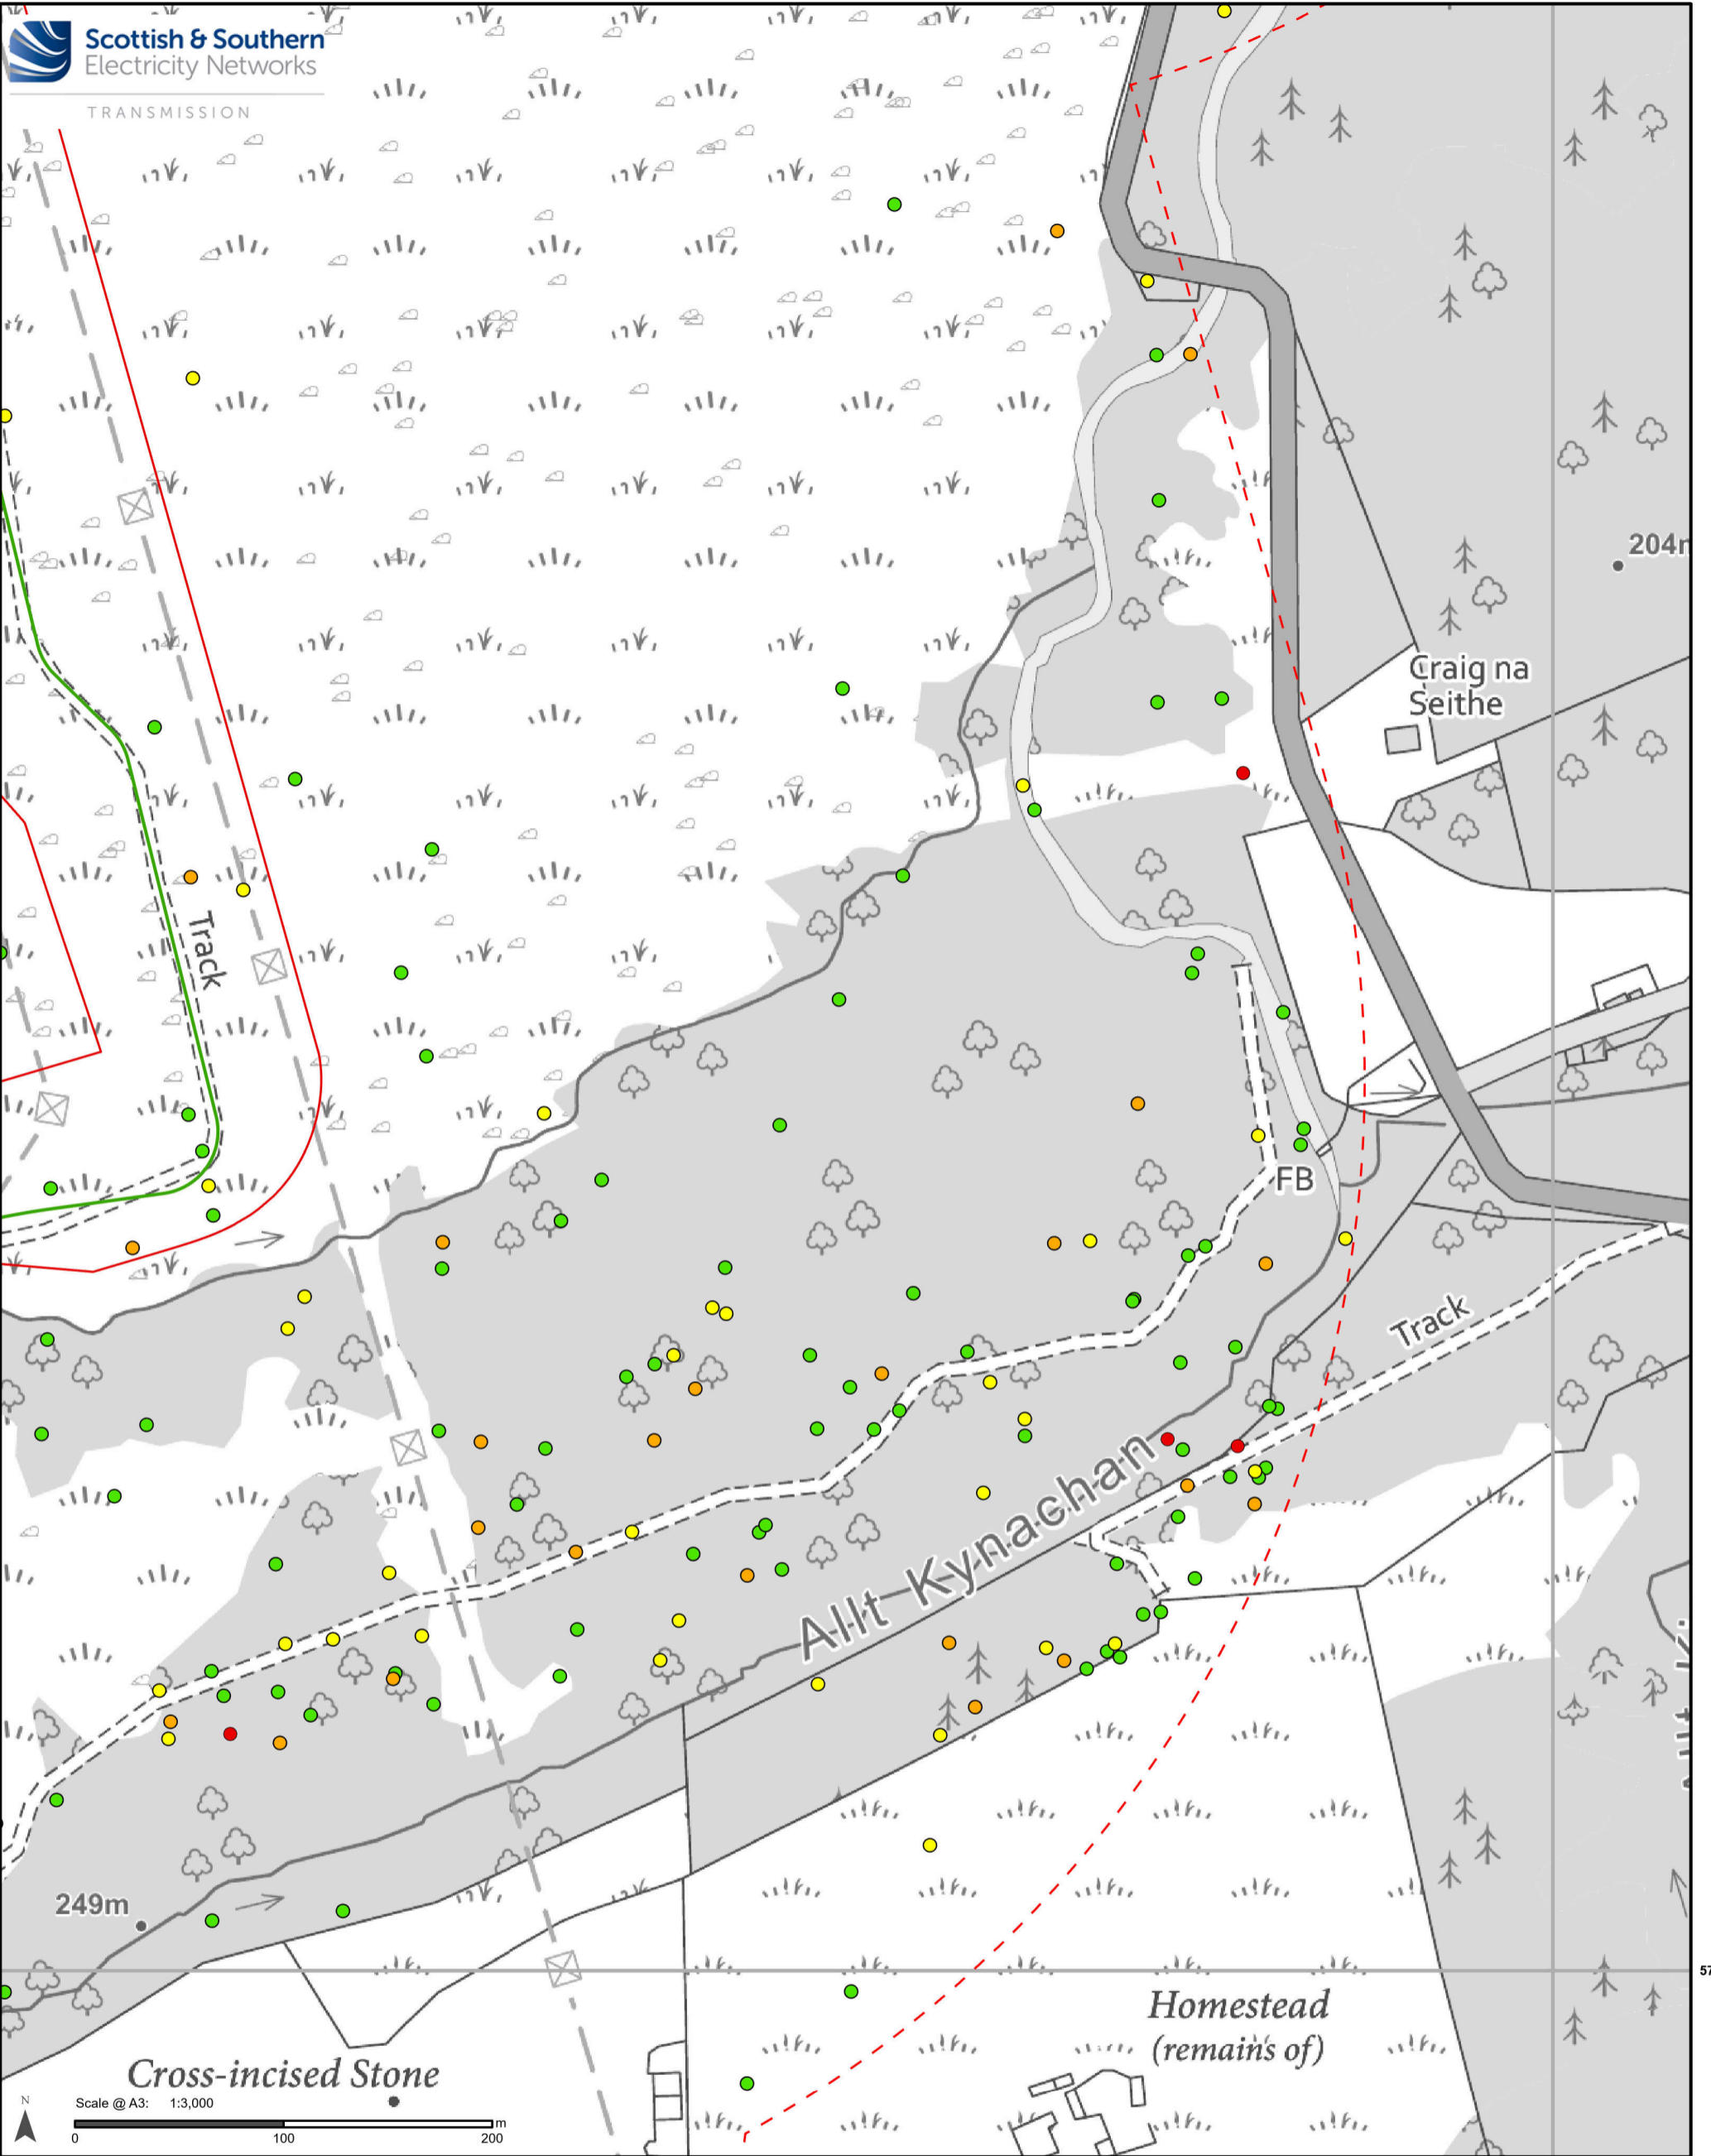 Scottish & Southern
Electricity Networks
TRANSMISSION
204m
Craig na
Seithe
Track
FB
Track
Allt Kynachan
249m
57
Homestead
(remains of)
Cross-incised Stone
N
Scale @ A3: 1:3,000
m
0 100 200